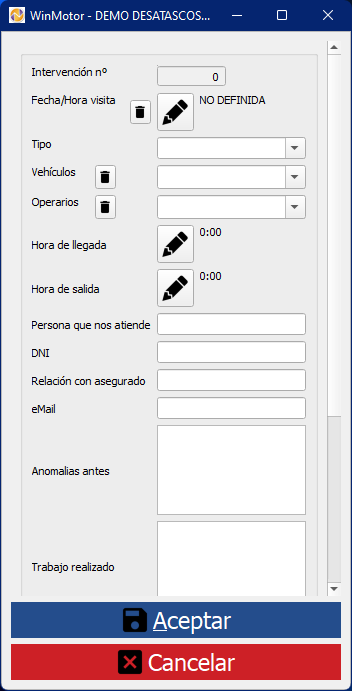 WinMotor - DEMO DESATASCOS...
Intervención nº 0
Fecha/Hora visita NO DEFINIDA
Tipo
Vehículos
Operarios
Hora de llegada 0:00
Hora de salida 0:00
Persona que nos atiende
DNI
Relación con asegurado
eMail
Anomalias antes
Trabajo realizado
Aceptar
Cancelar